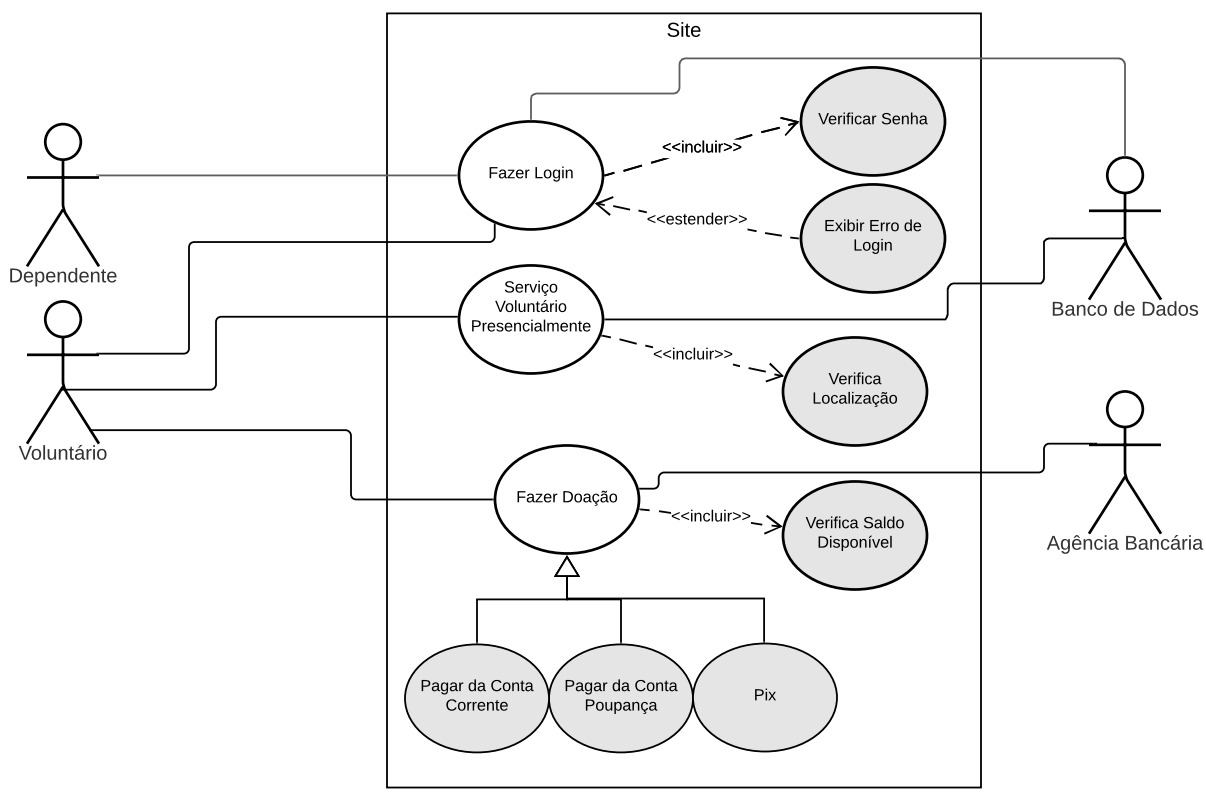 Site
Verificar Senha
<<incluir>>
Fazer Login
<<estender>>
Exibir Erro de
Login
Dependente
Serviço
Voluntário
Presencialmente
Banco de Dados
<<incluir>>
Verifica
Localização
Voluntário
Fazer Doação
<<incluir>>
Verifica Saldo
Disponível
Agência Bancária
Pagar da Conta
Corrente
Pagar da Conta
Poupança
Pix